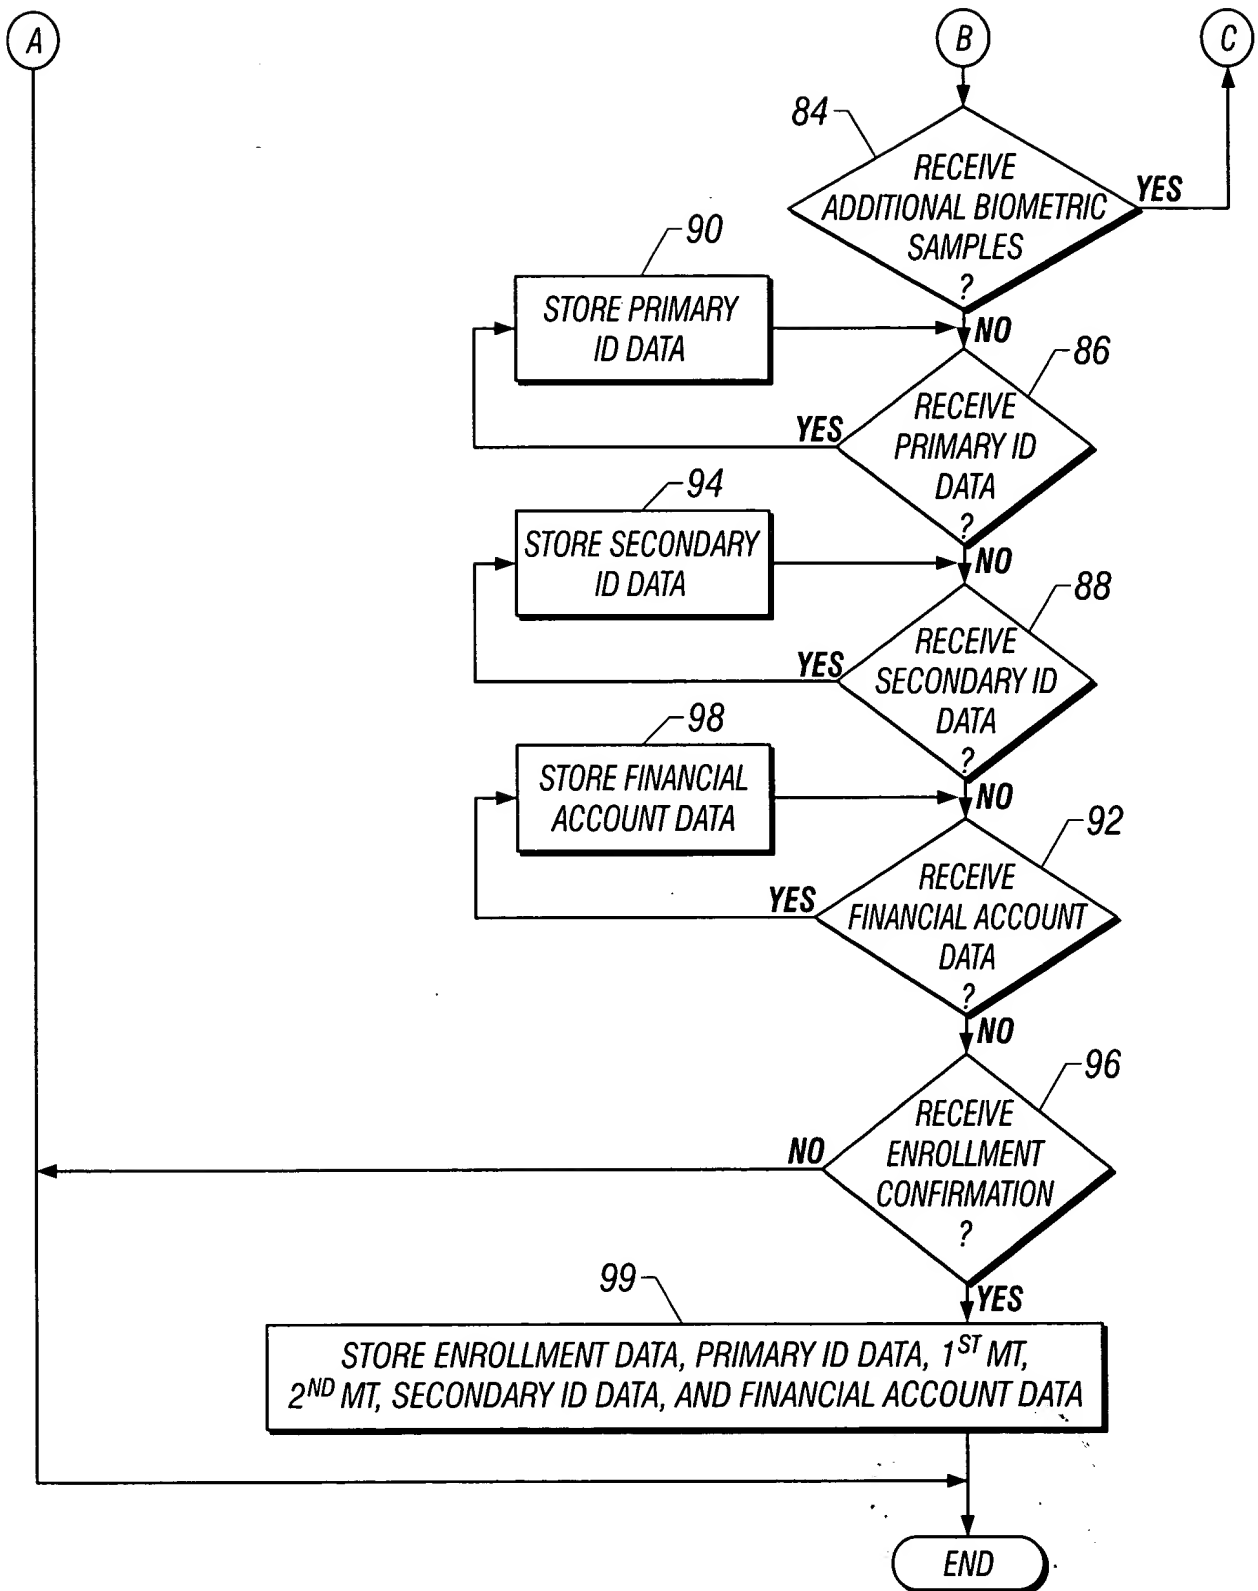 A
B
C
84
RECEIVE
ADDITIONAL BIOMETRIC
SAMPLES
?
YES
NO
90
STORE PRIMARY
ID DATA
86
RECEIVE
PRIMARY ID
DATA
?
YES
NO
94
STORE SECONDARY
ID DATA
88
RECEIVE
SECONDARY ID
DATA
?
YES
NO
98
STORE FINANCIAL
ACCOUNT DATA
92
RECEIVE
FINANCIAL ACCOUNT
DATA
?
YES
NO
96
RECEIVE
ENROLLMENT
CONFIRMATION
?
NO
YES
99
STORE ENROLLMENT DATA, PRIMARY ID DATA, 1ST MT,
2ND MT, SECONDARY ID DATA, AND FINANCIAL ACCOUNT DATA
END